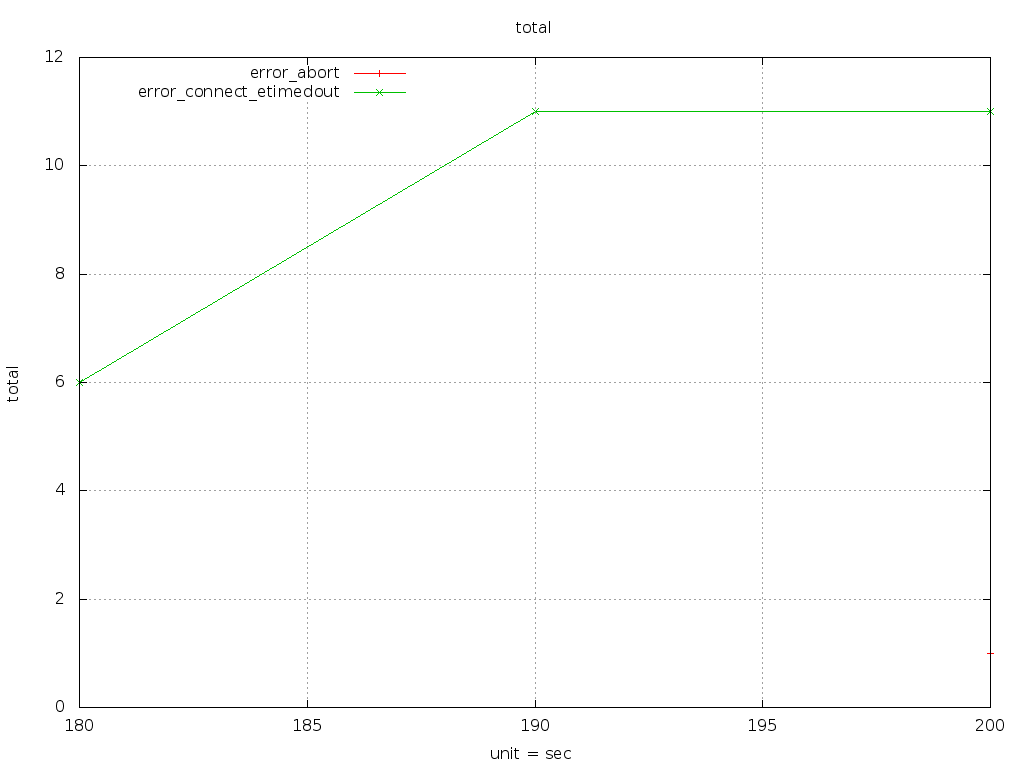 total
12
10
8
6
4
2
0
error_abort
error_connect_etimedout
total
180 185 190 195 200
unit = sec